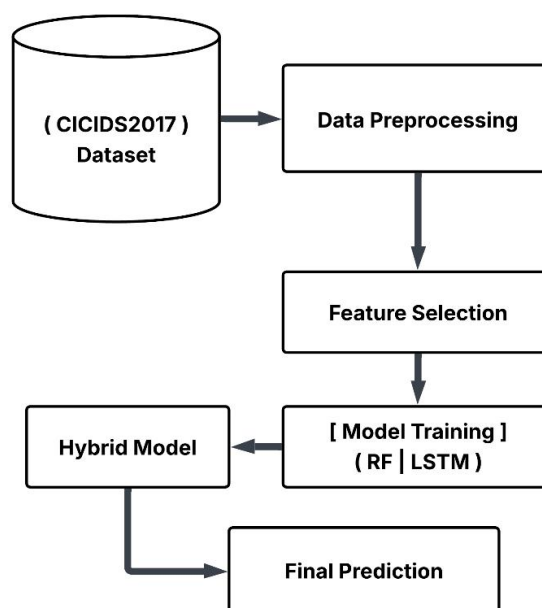 ( CICIDS2017 )
Dataset
Data Preprocessing
Feature Selection
[ Model Training ]
( RF | LSTM )
Hybrid Model
Final Prediction